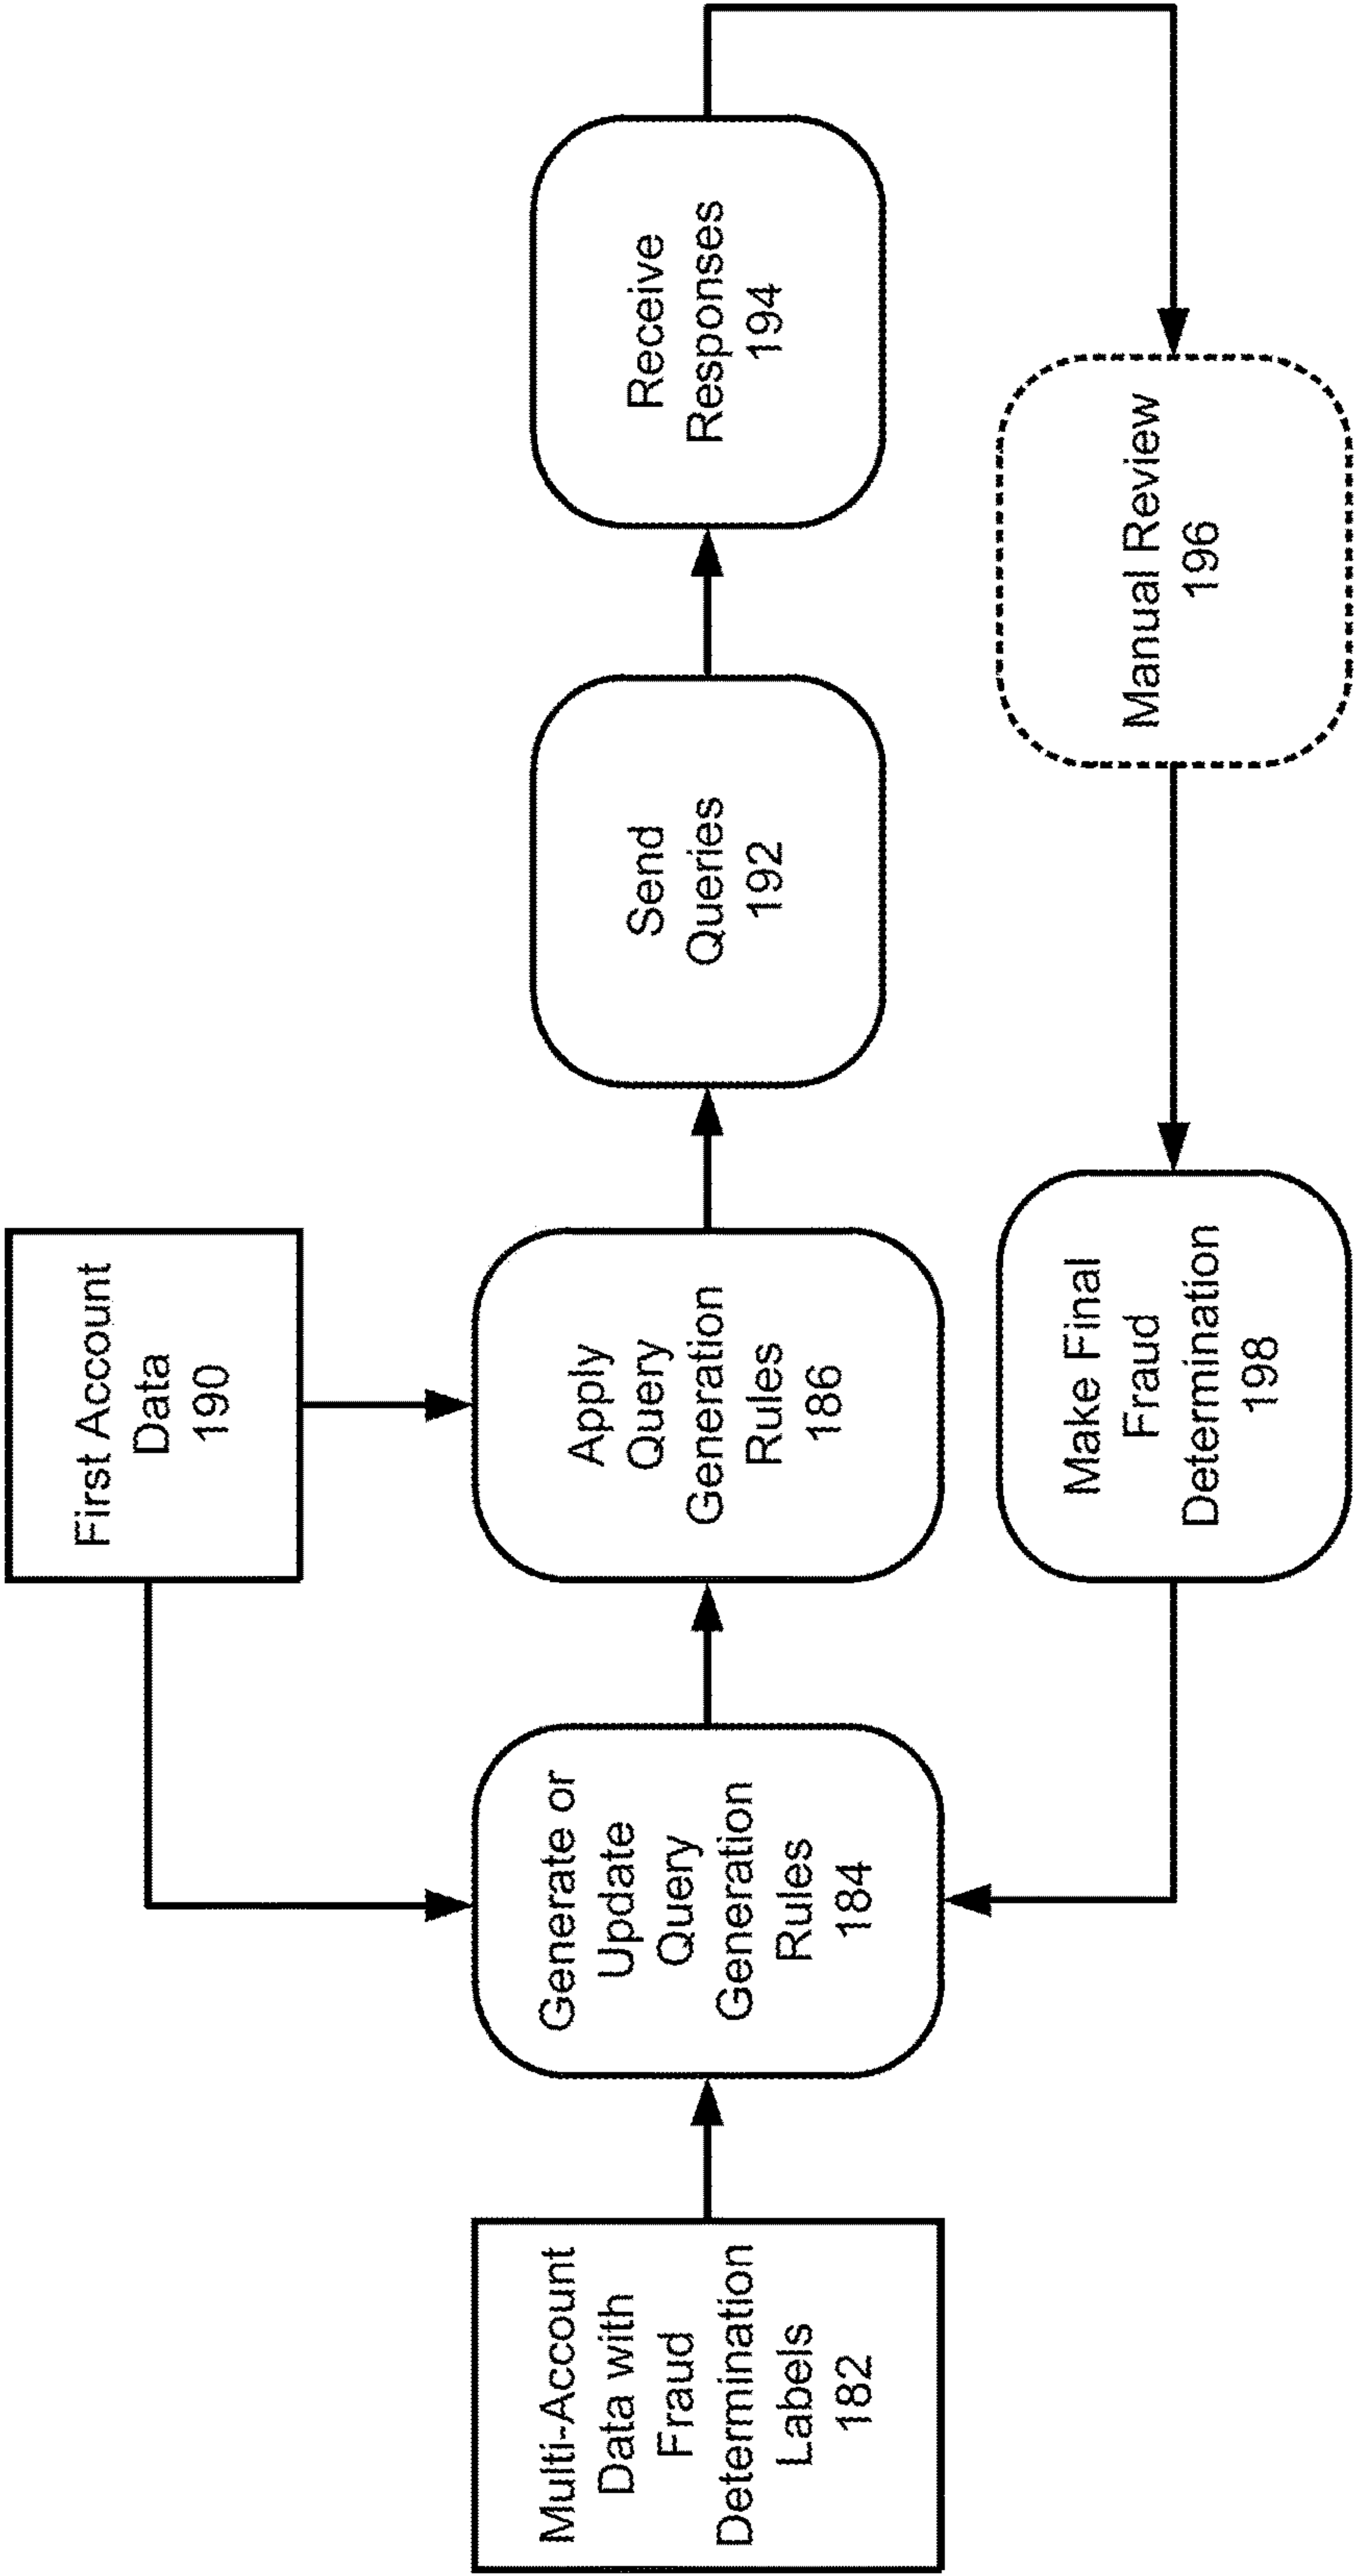 First Account
Data
190
Multi-Account
Data with
Fraud
Determination
Labels
182
Generate or
Update
Query
Generation
Rules
184
Apply
Query
Generation
Rules
186
Send
Queries
192
Receive
Responses
194
Make Final
Fraud
Determination
198
Manual Review
196